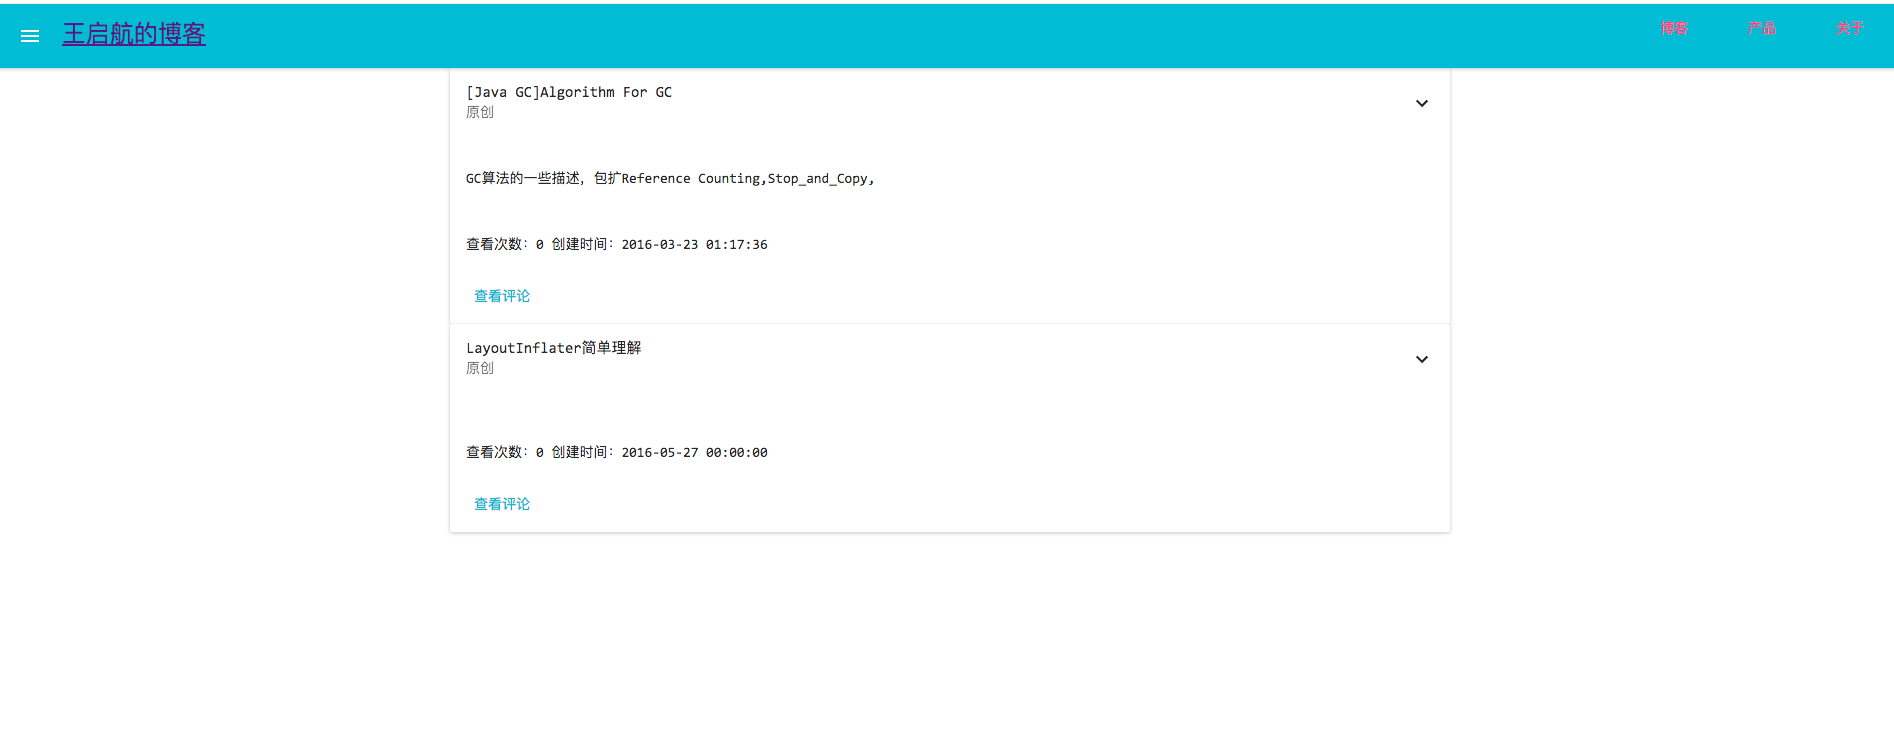 王启航的博客
博客 产品 关于
[Java GC]Algorithm For GC
原创
GC算法的一些描述，包扩Reference Counting,Stop_and_Copy,
查看次数：0 创建时间：2016-03-23 01:17:36
查看评论
LayoutInflater简单理解
原创
查看次数：0 创建时间：2016-05-27 00:00:00
查看评论